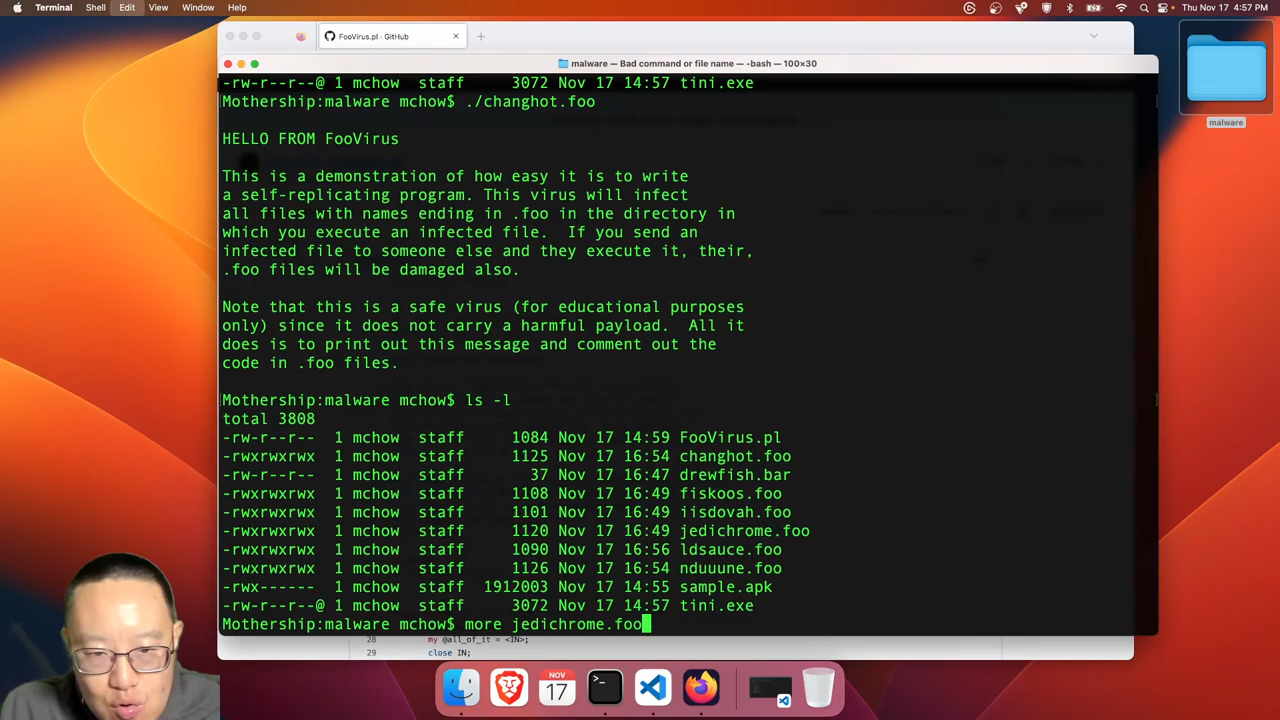 Terminal Shell Edit View Window Help Thu Nov 17 4:57 PM
FooVirus.pl · GitHub
malware — Bad command or file name — -bash — 100×30
-rw-r--r--@ 1 mchow  staff     3072 Nov 17 14:57 tini.exe
Mothership:malware mchow$ ./changhot.foo
HELLO FROM FooVirus
This is a demonstration of how easy it is to write
a self-replicating program. This virus will infect
all files with names ending in .foo in the directory in
which you execute an infected file.  If you send an
infected file to someone else and they execute it, their,
.foo files will be damaged also.
Note that this is a safe virus (for educational purposes
only) since it does not carry a harmful payload.  All it
does is to print out this message and comment out the
code in .foo files.
Mothership:malware mchow$ ls -l
total 3808
-rw-r--r--  1 mchow  staff     1084 Nov 17 14:59 FooVirus.pl
-rwxrwxrwx  1 mchow  staff     1125 Nov 17 16:54 changhot.foo
-rw-r--r--  1 mchow  staff       37 Nov 17 16:47 drewfish.bar
-rwxrwxrwx  1 mchow  staff     1108 Nov 17 16:49 fiskoos.foo
-rwxrwxrwx  1 mchow  staff     1101 Nov 17 16:49 iisdovah.foo
-rwxrwxrwx  1 mchow  staff     1120 Nov 17 16:49 jedichrome.foo
-rwxrwxrwx  1 mchow  staff     1090 Nov 17 16:56 ldsauce.foo
-rwxrwxrwx  1 mchow  staff     1126 Nov 17 16:54 nduuune.foo
-rwx------  1 mchow  staff  1912003 Nov 17 14:55 sample.apk
-rw-r--r--@ 1 mchow  staff     3072 Nov 17 14:57 tini.exe
Mothership:malware mchow$ more jedichrome.foo
28 my @all_of_it = <IN>;
29 close IN;
malware
NOV
17